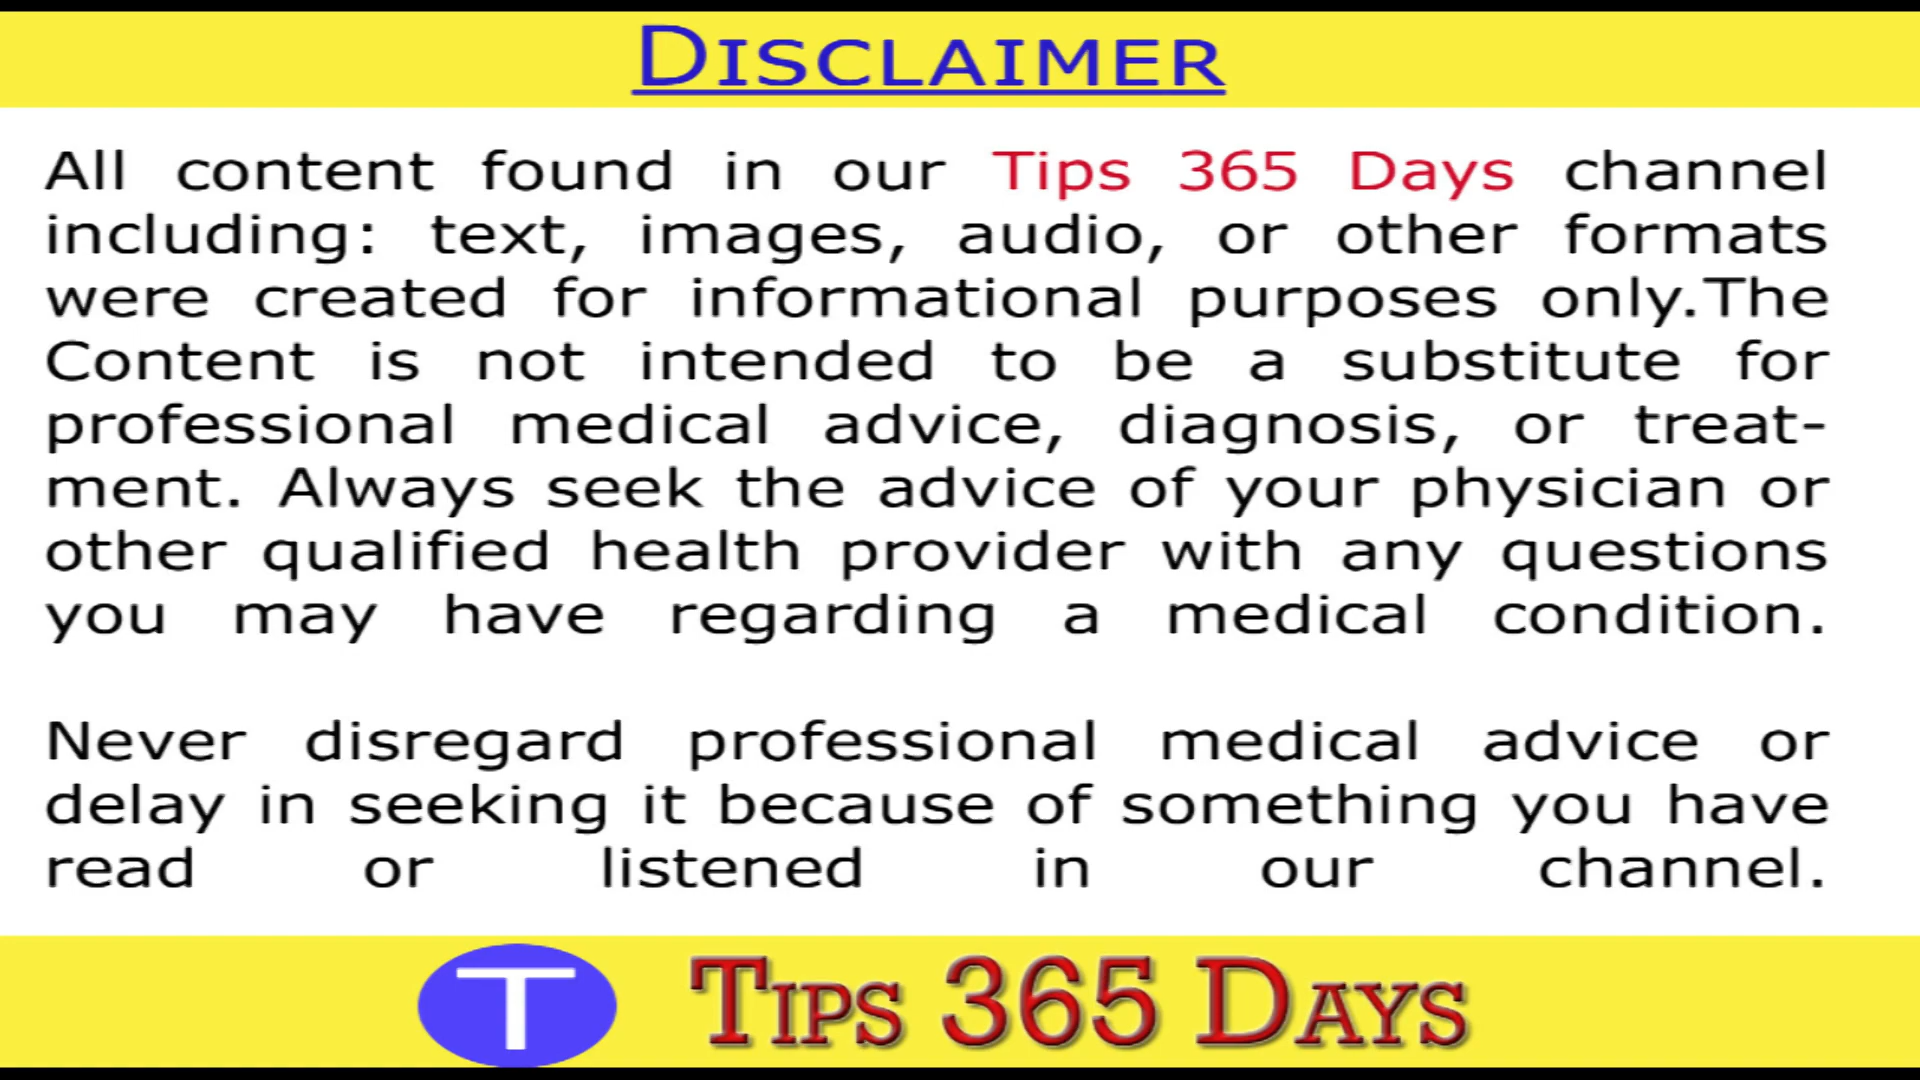 DISCLAIMER
All content found in our Tips 365 Days channel
including: text, images, audio, or other formats
were created for informational purposes only.The
Content is not intended to be a substitute for
professional medical advice, diagnosis, or treat-
ment. Always seek the advice of your physician or
other qualified health provider with any questions
you may have regarding a medical condition.
Never disregard professional medical advice or
delay in seeking it because of something you have
read or listened in our channel.
T TIPS 365 DAYS